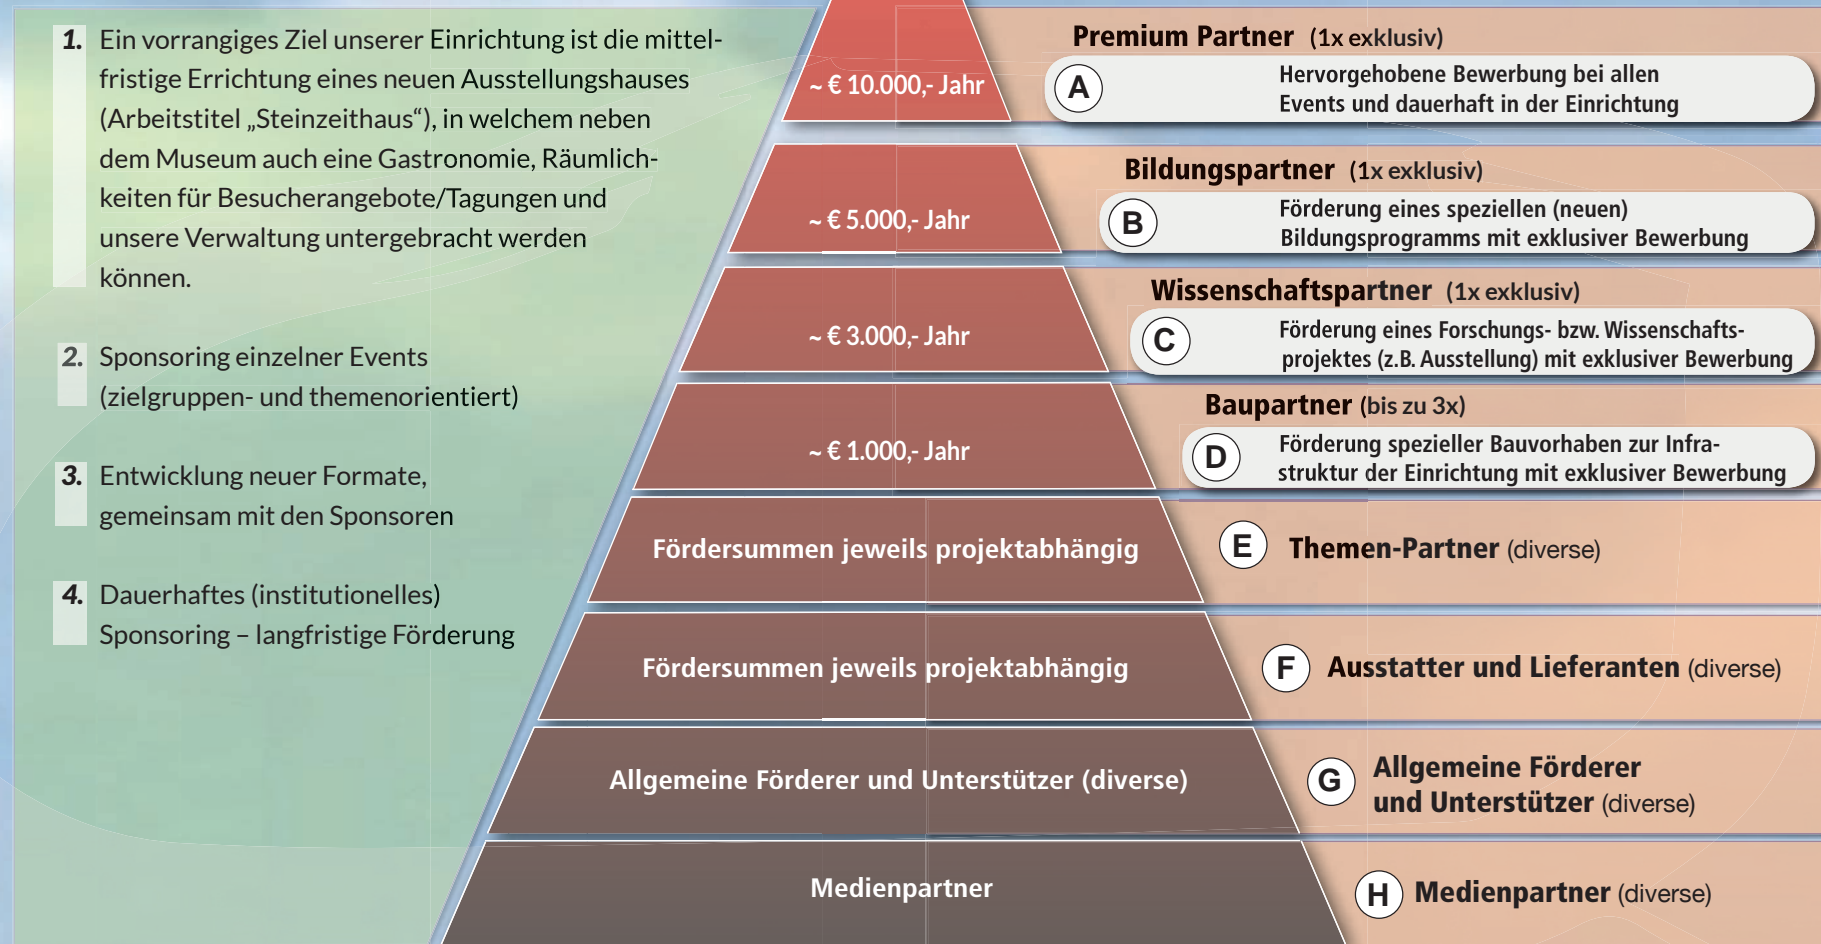 1. Ein vorrangiges Ziel unserer Einrichtung ist die mittel-
fristige Errichtung eines neuen Ausstellungshauses
(Arbeitstitel „Steinzeithaus“), in welchem neben
dem Museum auch eine Gastronomie, Räumlich-
keiten für Besucherangebote/Tagungen und
unsere Verwaltung untergebracht werden
können.
2. Sponsoring einzelner Events
(zielgruppen- und themenorientiert)
3. Entwicklung neuer Formate,
gemeinsam mit den Sponsoren
4. Dauerhaftes (institutionelles)
Sponsoring – langfristige Förderung
~ € 10.000,- Jahr
Premium Partner (1x exklusiv)
A
Hervorgehobene Bewerbung bei allen
Events und dauerhaft in der Einrichtung
~ € 5.000,- Jahr
Bildungspartner (1x exklusiv)
B
Förderung eines speziellen (neuen)
Bildungsprogramms mit exklusiver Bewerbung
~ € 3.000,- Jahr
Wissenschaftspartner (1x exklusiv)
C
Förderung eines Forschungs- bzw. Wissenschafts-
projektes (z.B. Ausstellung) mit exklusiver Bewerbung
~ € 1.000,- Jahr
Baupartner (bis zu 3x)
D
Förderung spezieller Bauvorhaben zur Infra-
struktur der Einrichtung mit exklusiver Bewerbung
Fördersummen jeweils projektabhängig
E Themen-Partner (diverse)
Fördersummen jeweils projektabhängig
F Ausstatter und Lieferanten (diverse)
Allgemeine Förderer und Unterstützer (diverse)
G Allgemeine Förderer
und Unterstützer (diverse)
Medienpartner
H Medienpartner (diverse)